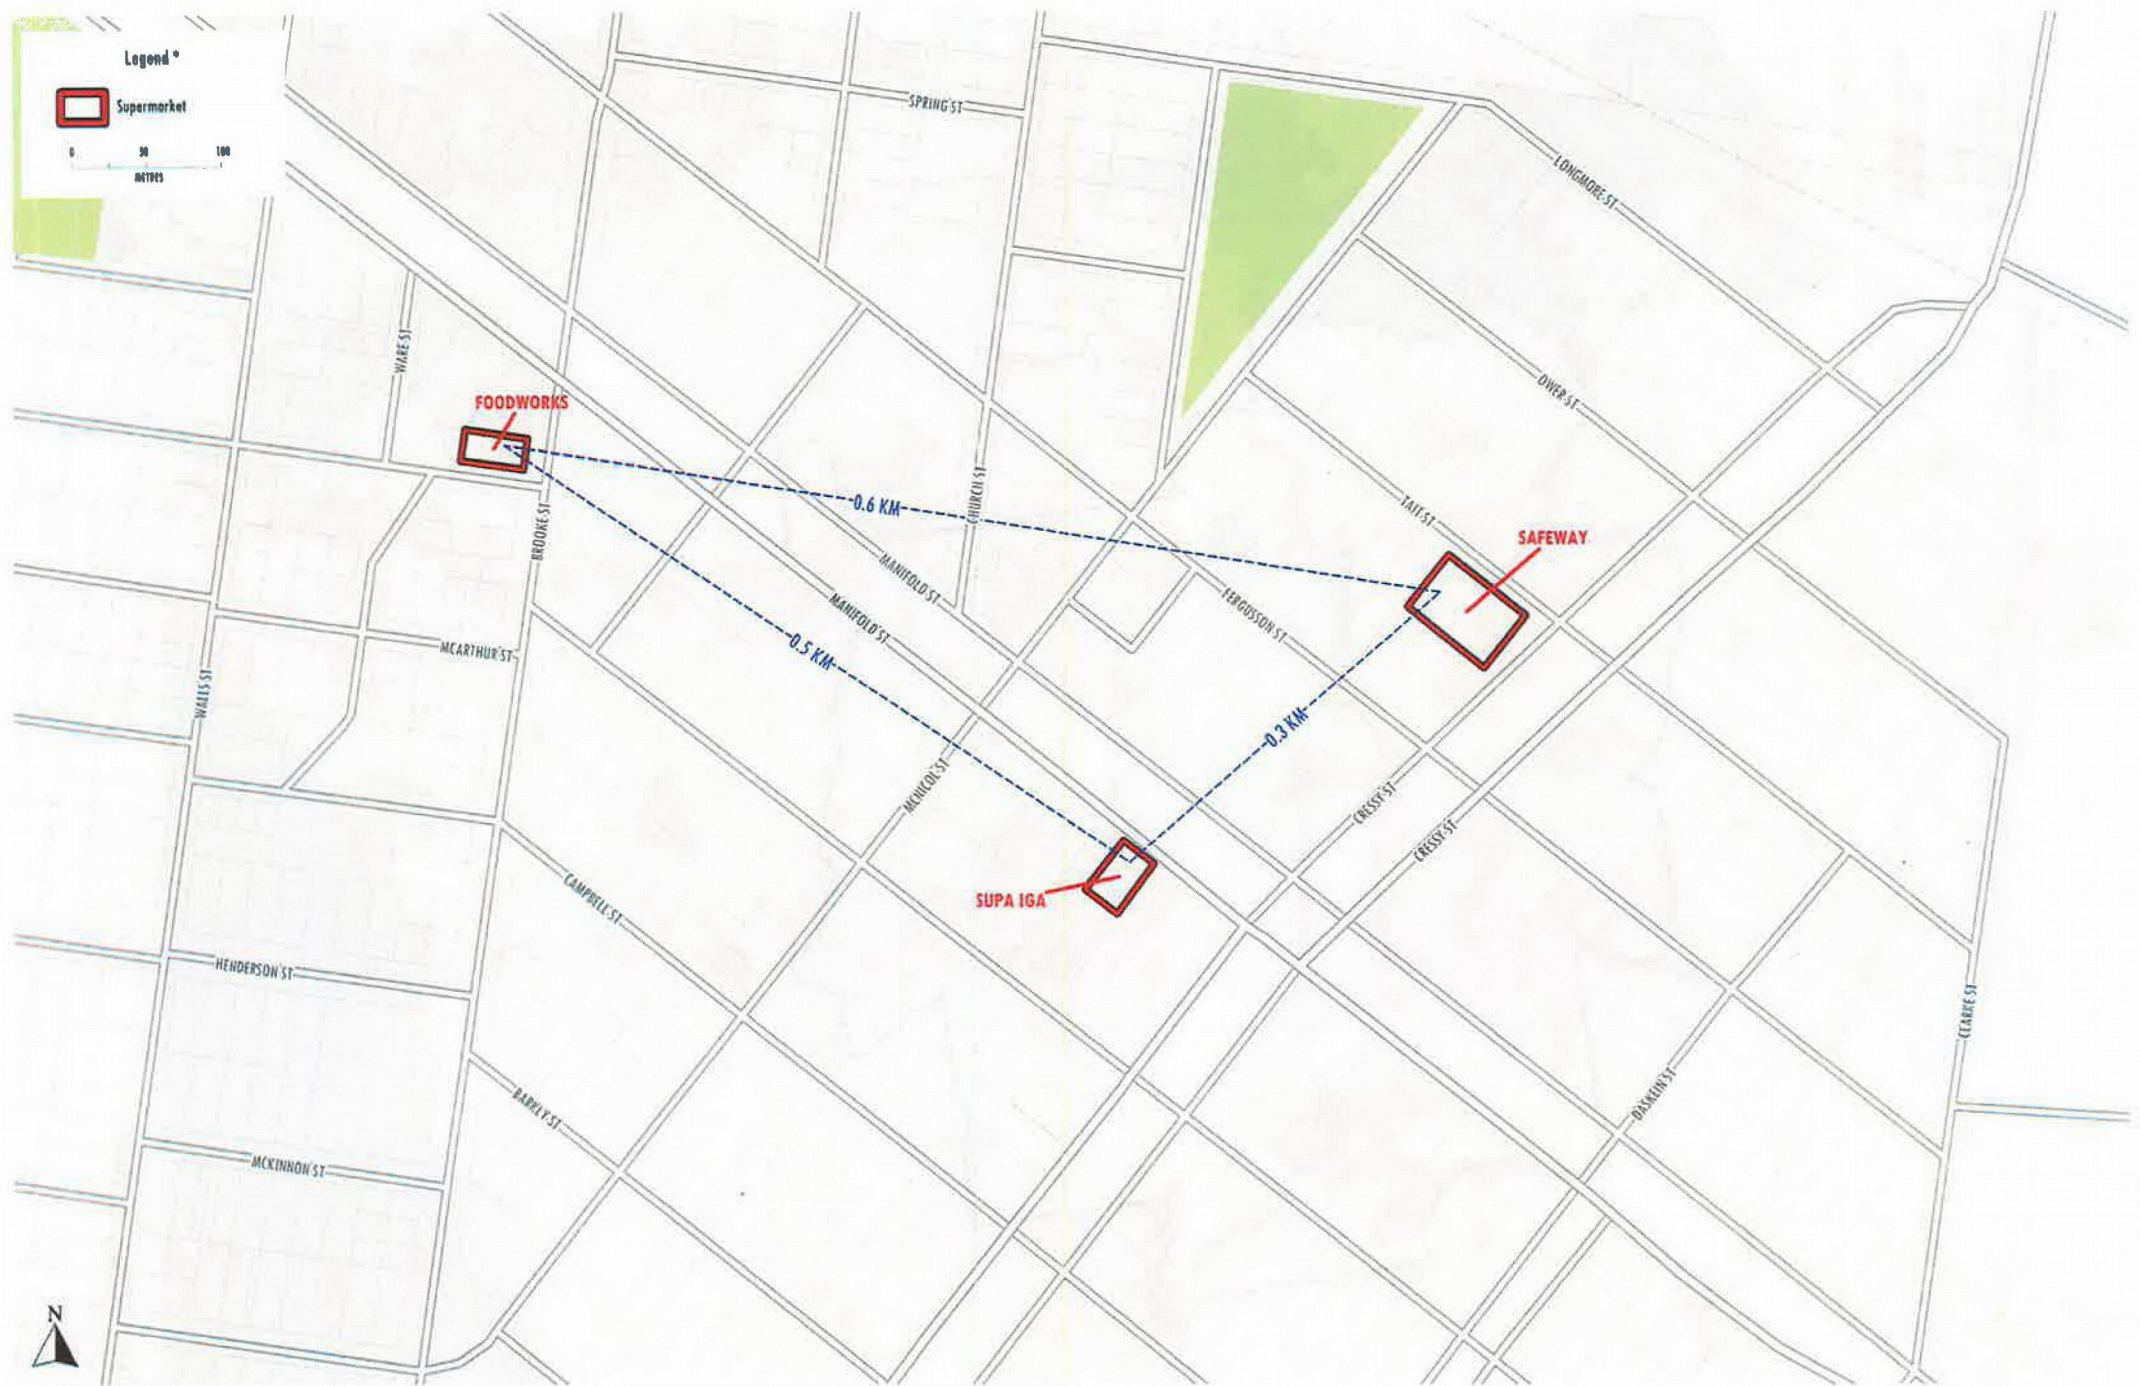 Legend *
Supermarket
0 50 100
METRES
SPRING ST
LONGMORE ST
WARE ST
OWER ST
FOODWORKS
CHURCH ST
0.6 KM
TAIT ST
SAFEWAY
BROOKE ST
MANIFOLD ST
MANIFOLD ST
FERGUSSON ST
MCARTHUR ST
0.5 KM
WALLS ST
0.3 KM
MCNICOL ST
CRESSY ST
CRESSY ST
CAMPBELL ST
SUPA IGA
HENDERSON ST
CLARKE ST
BARKLY ST
DASKEIN ST
MCKINNON ST
N